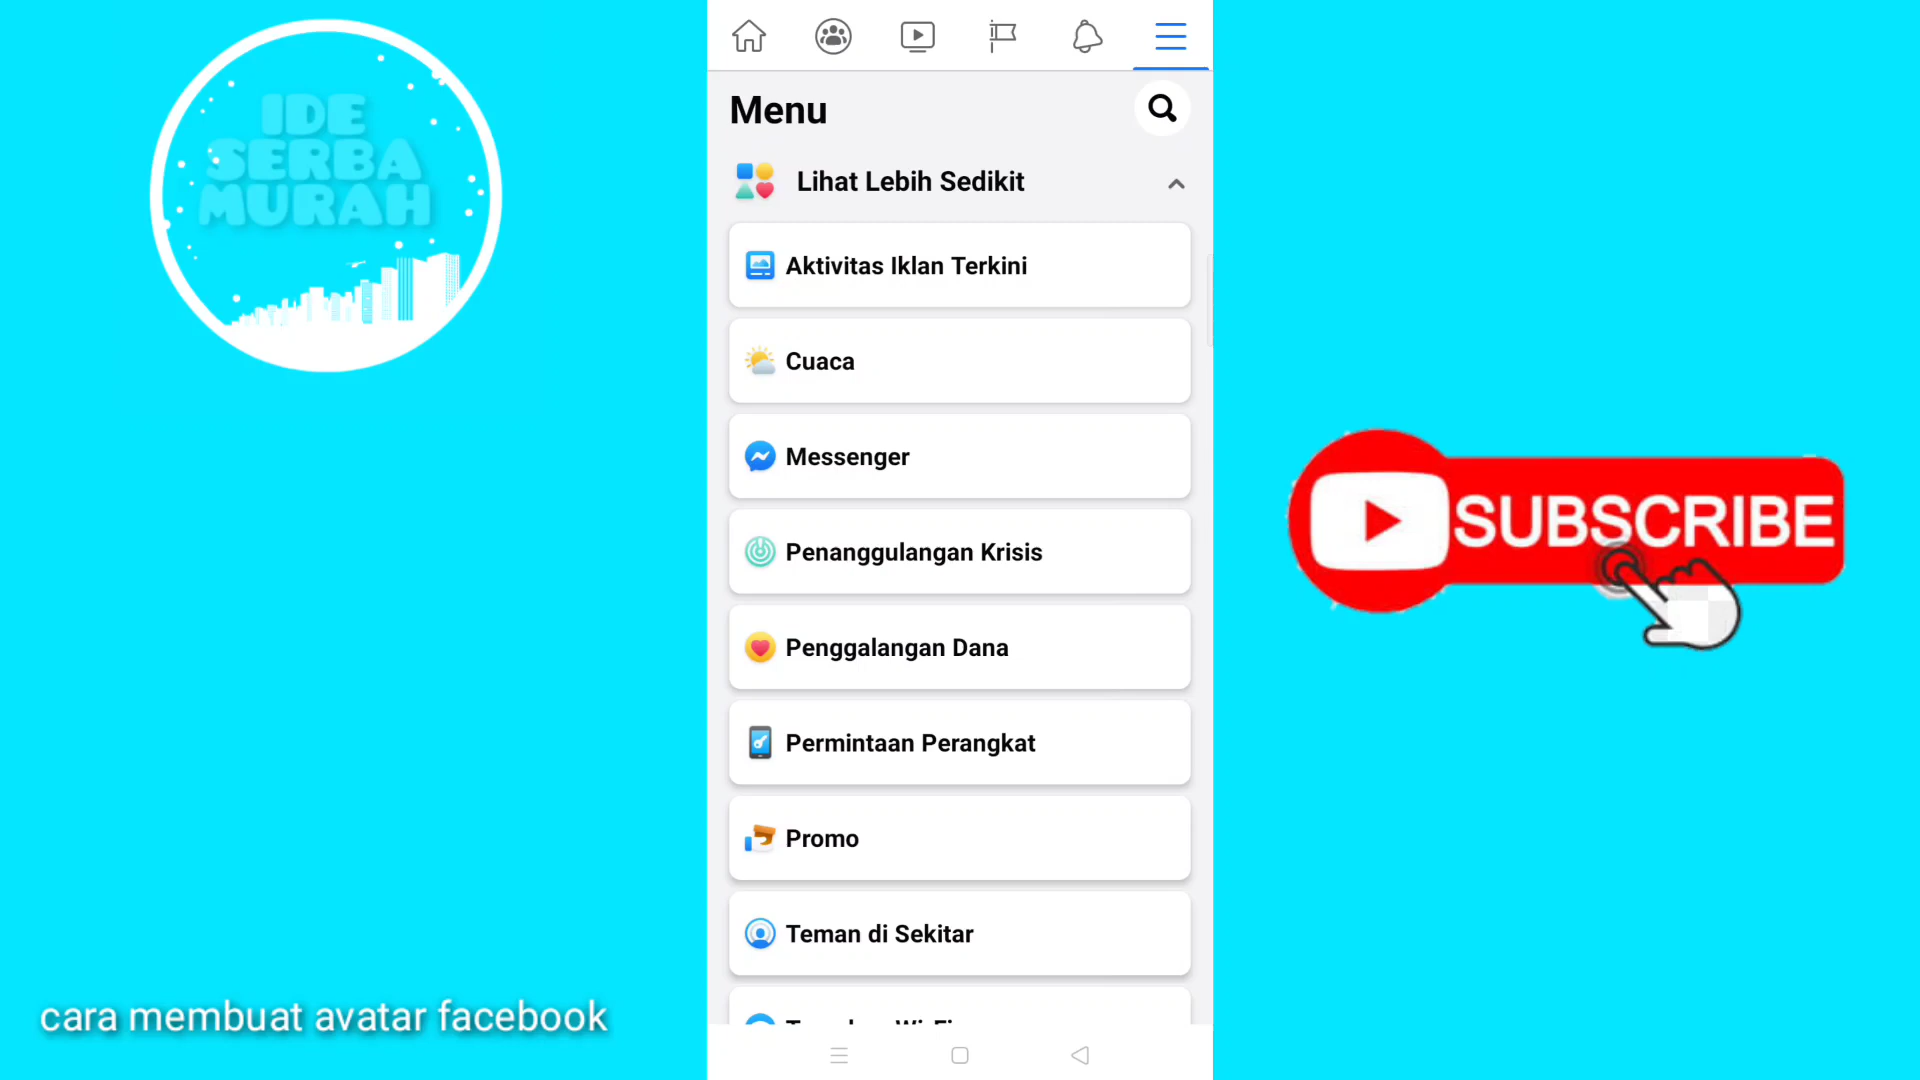 IDE
SERBA
MURAH
Menu
Lihat Lebih Sedikit
Aktivitas Iklan Terkini
Cuaca
Messenger
Penanggulangan Krisis
Penggalangan Dana
Permintaan Perangkat
Promo
Teman di Sekitar
SUBSCRIBE
cara membuat avatar facebook